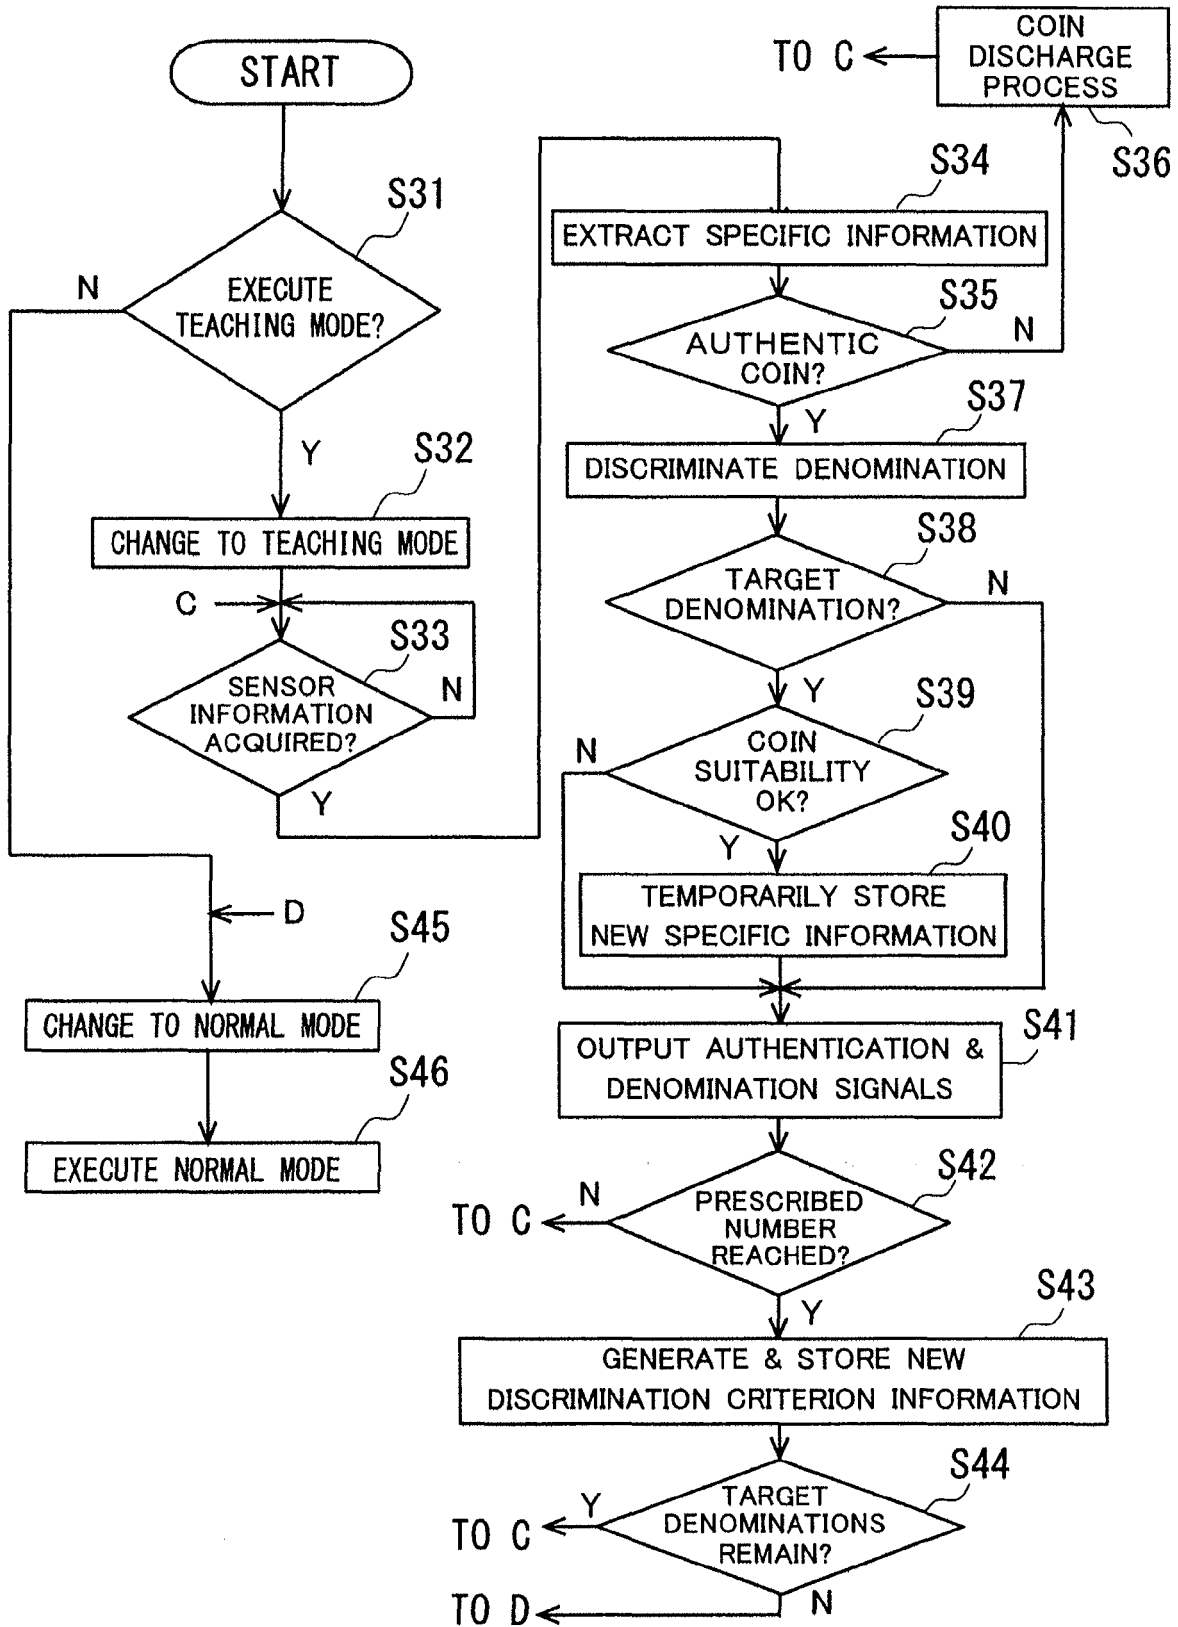 START
S31
N
EXECUTE
TEACHING MODE?
Y
S32
CHANGE TO TEACHING MODE
C
S33
SENSOR
INFORMATION
ACQUIRED?
N
Y
D
S45
CHANGE TO NORMAL MODE
S46
EXECUTE NORMAL MODE
TO C
COIN
DISCHARGE
PROCESS
S36
S34
EXTRACT SPECIFIC INFORMATION
S35
AUTHENTIC
COIN?
N
Y
S37
DISCRIMINATE DENOMINATION
S38
TARGET
DENOMINATION?
N
Y
S39
N
COIN
SUITABILITY
OK?
Y
S40
TEMPORARILY STORE
NEW SPECIFIC INFORMATION
S41
OUTPUT AUTHENTICATION &
DENOMINATION SIGNALS
S42
N
TO C
PRESCRIBED
NUMBER
REACHED?
Y
S43
GENERATE & STORE NEW
DISCRIMINATION CRITERION INFORMATION
S44
Y
TO C
TARGET
DENOMINATIONS
REMAIN?
N
TO D